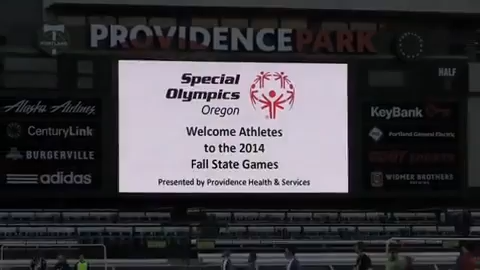 PORTLAND
PROVIDENCE PARK
HALF
Special
Olympics
Oregon
Welcome Athletes
to the 2014
Fall State Games
Presented by Providence Health & Services
Alaska Airlines
CenturyLink
BURGERVILLE
adidas
KeyBank
Portland General Electric
WIDMER BROTHERS